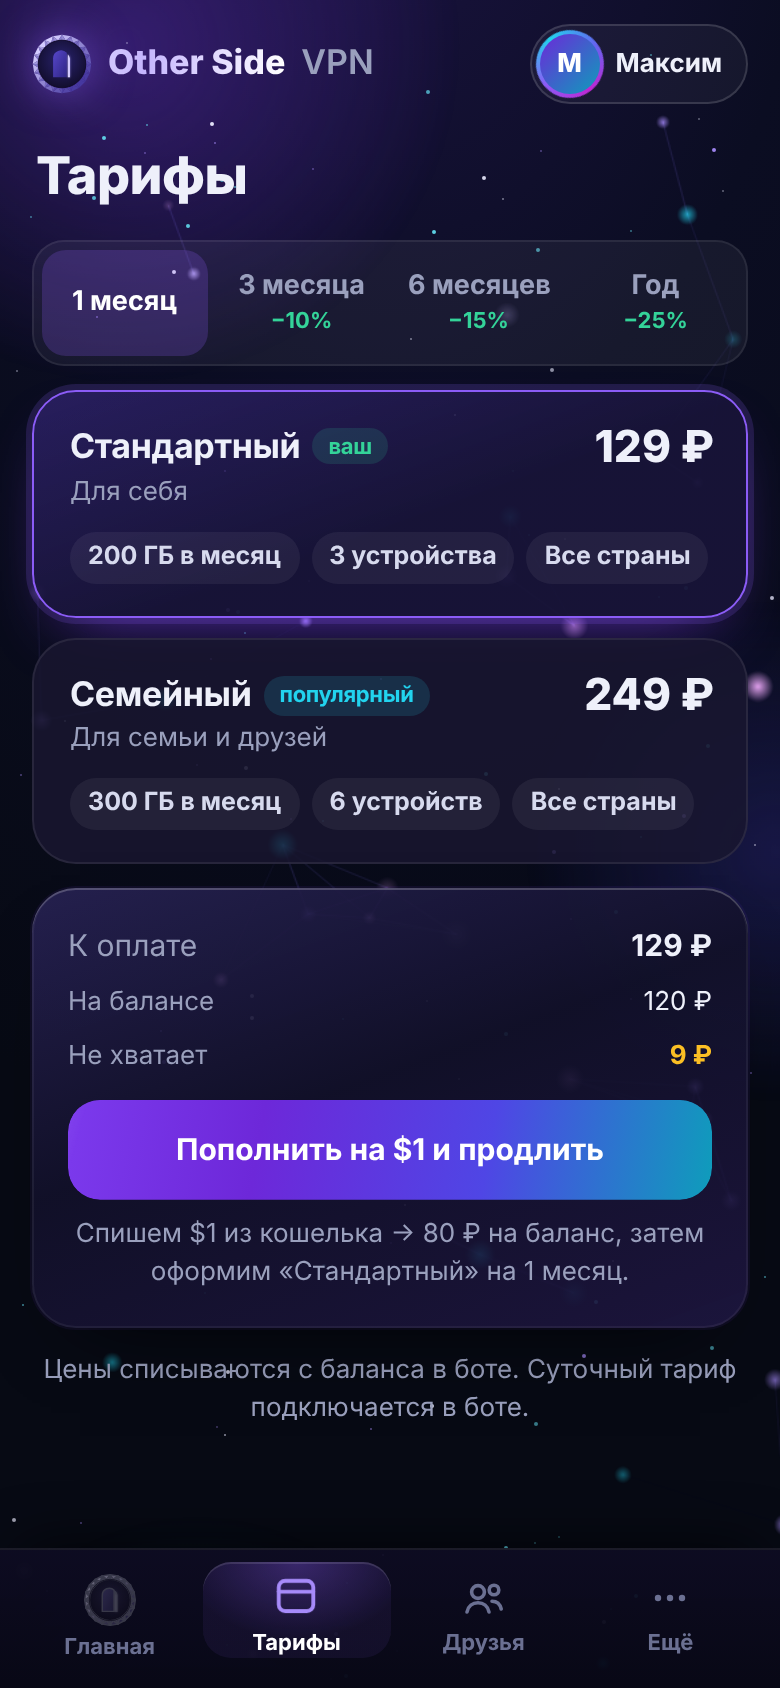 Other Side VPN
М Максим
Тарифы
1 месяц
3 месяца
−10%
6 месяцев
−15%
Год
−25%
Стандартный ваш 129 ₽
Для себя
200 ГБ в месяц 3 устройства Все страны
Семейный популярный 249 ₽
Для семьи и друзей
300 ГБ в месяц 6 устройств Все страны
К оплате 129 ₽
На балансе 120 ₽
Не хватает 9 ₽
Пополнить на $1 и продлить
Спишем $1 из кошелька → 80 ₽ на баланс, затем
оформим «Стандартный» на 1 месяц.
Цены списываются с баланса в боте. Суточный тариф
подключается в боте.
Главная Тарифы Друзья Ещё